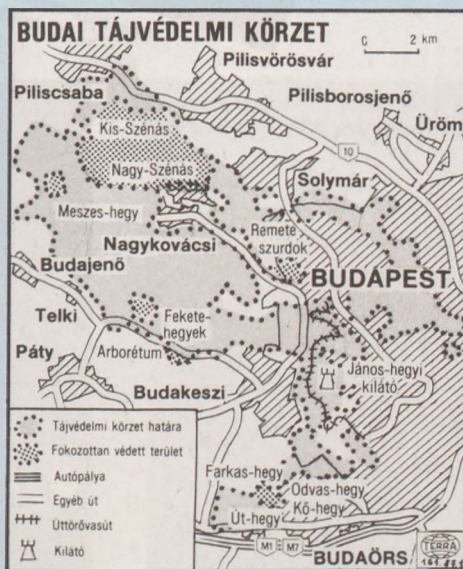 BUDAI TÁJVÉDELMI KÖRZET
0 2 km
Pilisvörösvár
Piliscsaba
Pilisborosjenő
Kis-Szénás
Üröm
10
Nagy-Szénás
Solymár
Meszes-hegy
Remete szurdok
Nagykovácsi
Budajenő
BUDAPEST
Telki
Fekete-
hegyek
Páty
Arborétum
János-hegyi
kilátó
Budakeszi
Tájvédelmi körzet határa
Fokozottan védett terület
Autópálya
Egyéb út
Úttörővasút
Kilátó
Farkas-hegy
Odvas-hegy
Út-hegy
Kő-hegy
M1 M7
BUDAÖRS
TERRA